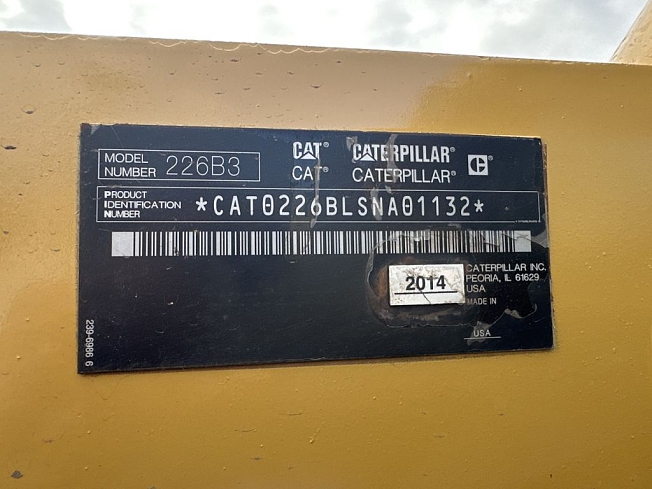 MODEL NUMBER 226B3
CAT® CATERPILLAR® C
CAT® CATERPILLAR®
PRODUCT IDENTIFICATION NUMBER *CAT0226BLSNA01132*
2014
CATERPILLAR INC.
PEORIA, IL 61629
USA
MADE IN
USA
239-6986 6